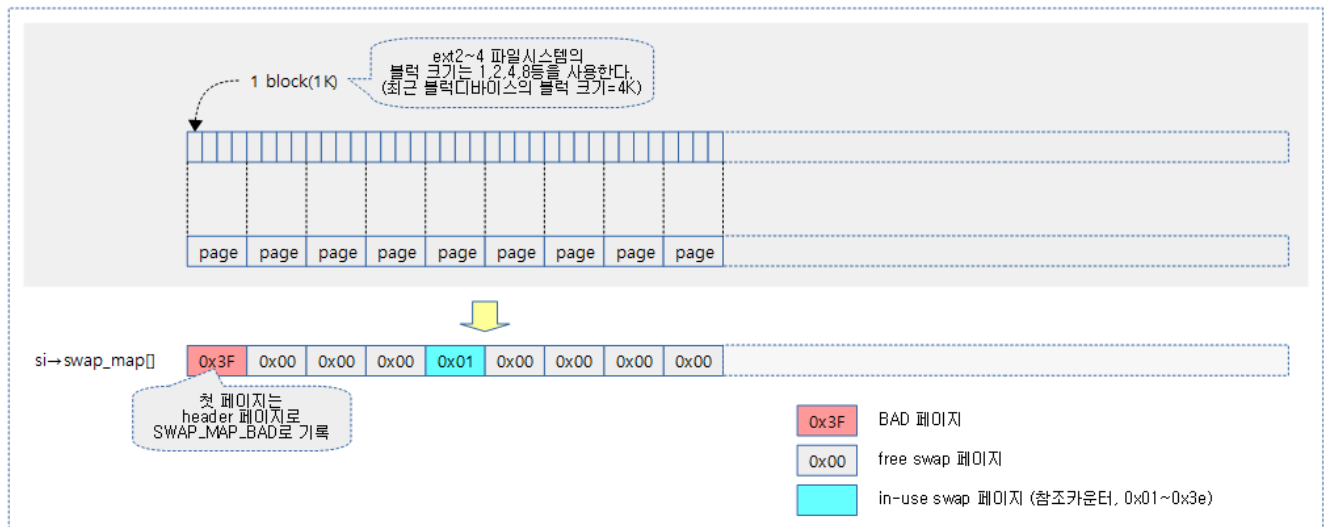 ext2~4 파일시스템의
블럭 크기는 1,2,4,8등을 사용한다.
(최근 블럭디바이스의 블럭 크기=4K)
1 block(1K)
page page page page page page page page page
si→swap_map[] 0x3F 0x00 0x00 0x00 0x01 0x00 0x00 0x00 0x00
첫 페이지는
header 페이지로
SWAP_MAP_BAD로 기록
0x3F BAD 페이지
0x00 free swap 페이지
in-use swap 페이지 (참조카운터, 0x01~0x3e)